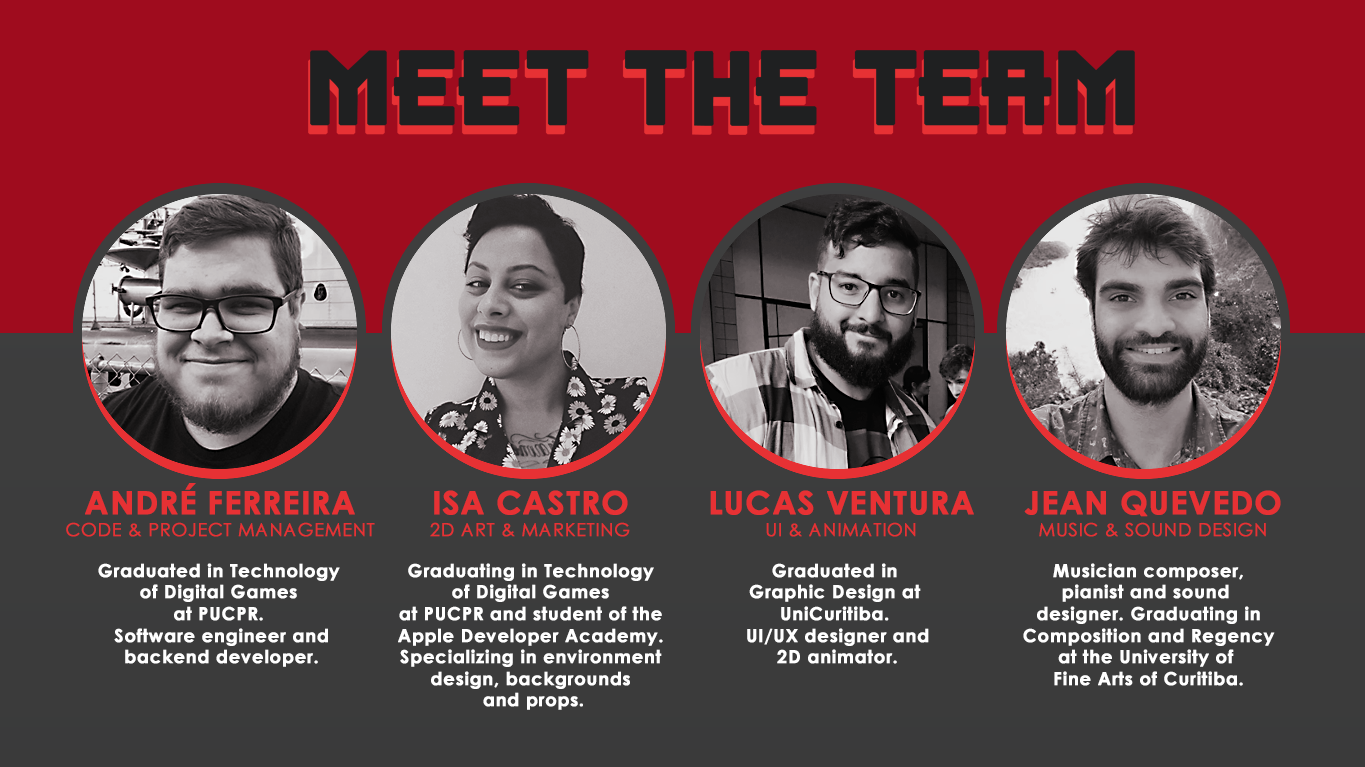 MEET THE TEAM
ANDRÉ FERREIRA
CODE & PROJECT MANAGEMENT
Graduated in Technology
of Digital Games
at PUCPR.
Software engineer and
backend developer.
ISA CASTRO
2D ART & MARKETING
Graduating in Technology
of Digital Games
at PUCPR and student of the
Apple Developer Academy.
Specializing in environment
design, backgrounds
and props.
LUCAS VENTURA
UI & ANIMATION
Graduated in
Graphic Design at
UniCuritiba.
UI/UX designer and
2D animator.
JEAN QUEVEDO
MUSIC & SOUND DESIGN
Musician composer,
pianist and sound
designer. Graduating in
Composition and Regency
at the University of
Fine Arts of Curitiba.